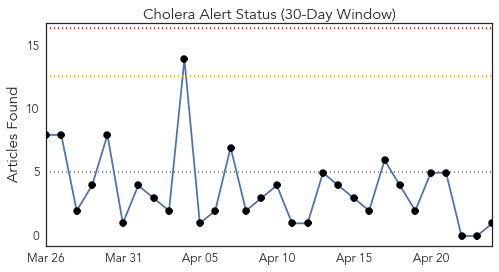 Cholera Alert Status (30-Day Window)
Articles Found
15
10
5
0
Mar 26 Mar 31 Apr 05 Apr 10 Apr 15 Apr 20